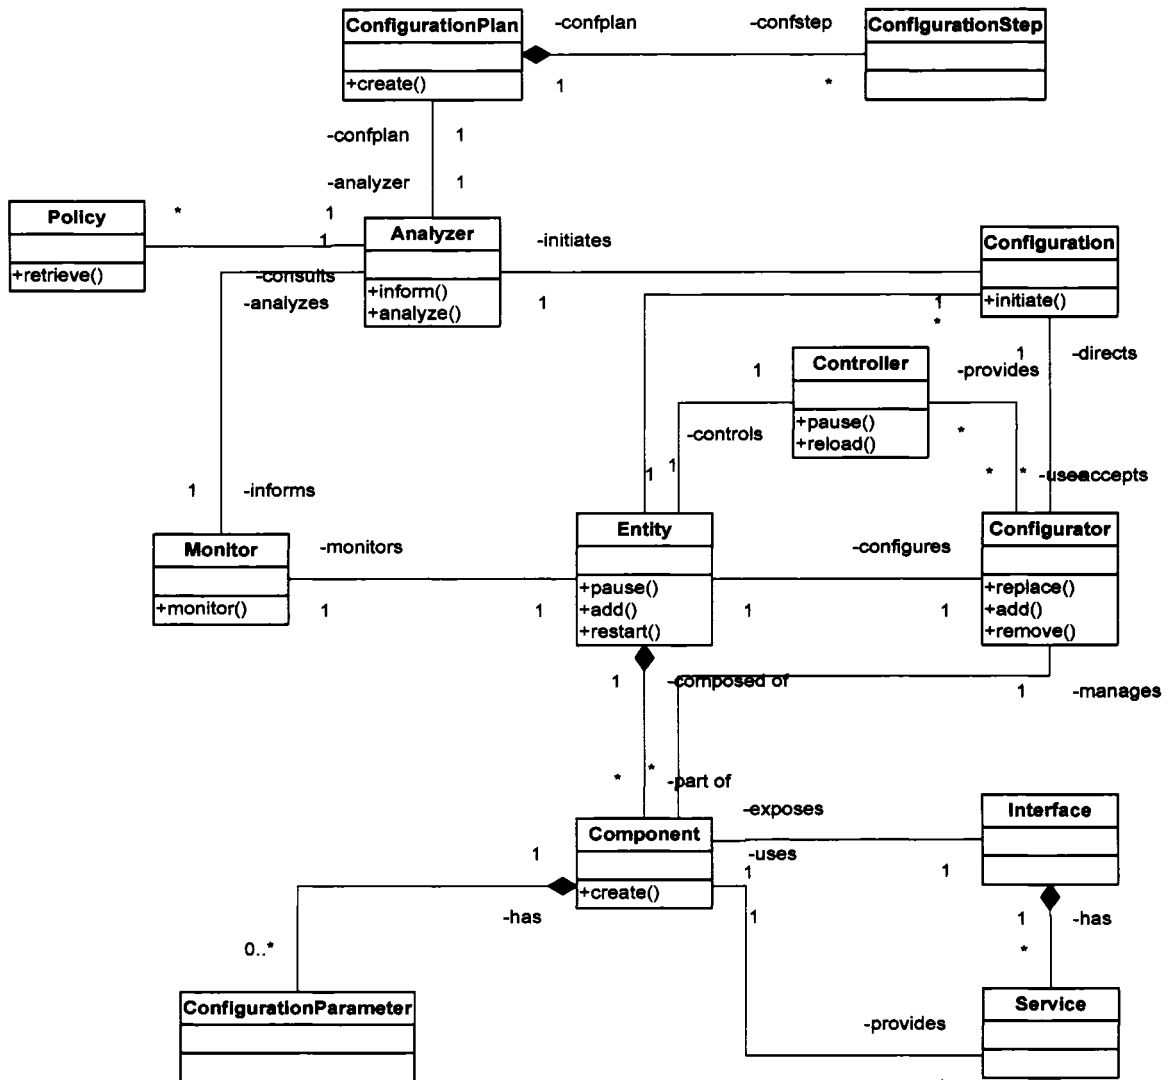 ConfigurationPlan
-confplan
-confstep
ConfigurationStep
+create()
1
*
-confplan
1
-analyzer
1
Policy
*
1
1
Analyzer
-initiates
Configuration
+retrieve()
-consults
-analyzes
+inform()
+analyze()
1
1
*
+initiate()
Controller
1
-provides
1
-directs
+pause()
+reload()
-controls
*
1
1
*
*
-accepts
1
-informs
Monitor
-monitors
Entity
-configures
Configurator
+monitor()
1
1
+pause()
+add()
+restart()
1
1
+replace()
+add()
+remove()
1
-composed of
1
-manages
*
*
-part of
-exposes
Interface
Component
1
-uses
1
1
+create()
-has
1
1
-has
0..*
*
ConfigurationParameter
Service
-provides